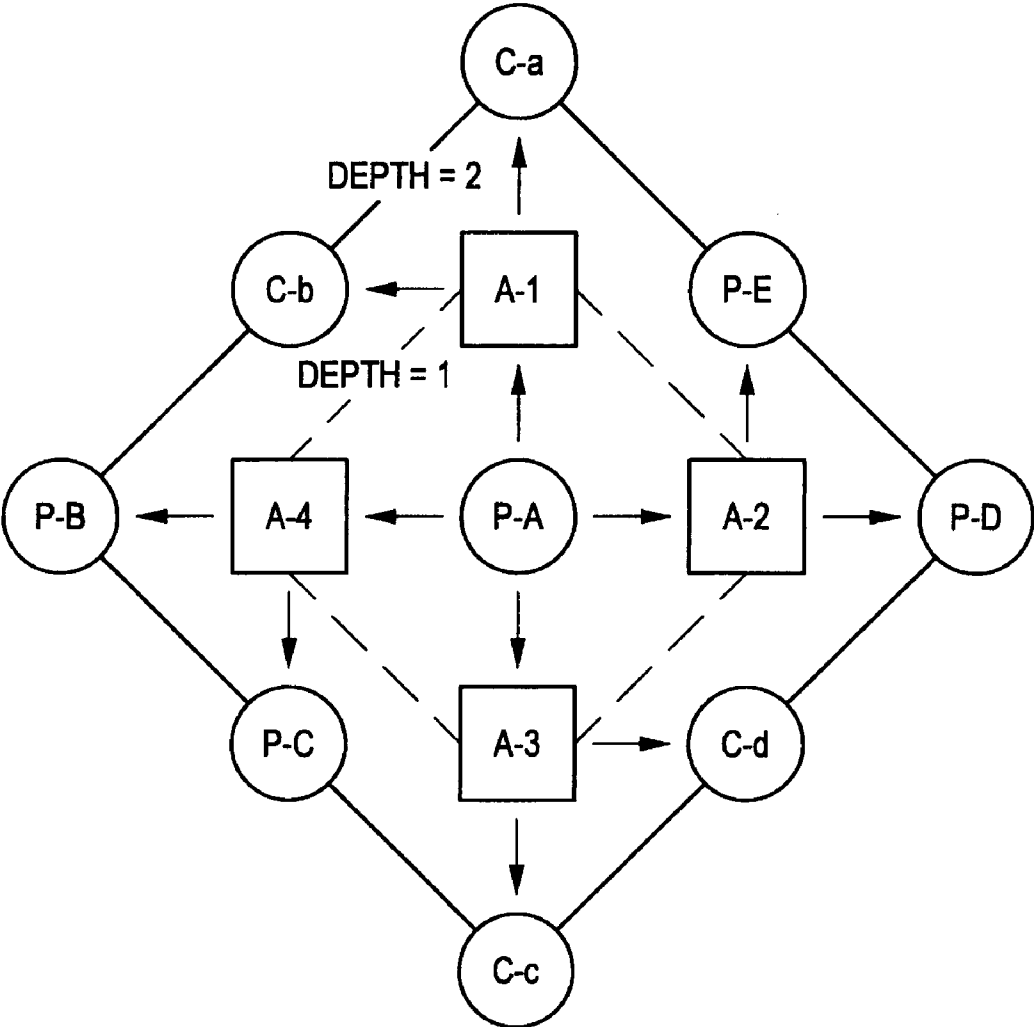 C-a
DEPTH = 2
C-b
A-1
P-E
DEPTH = 1
P-B
A-4
P-A
A-2
P-D
P-C
A-3
C-d
C-c